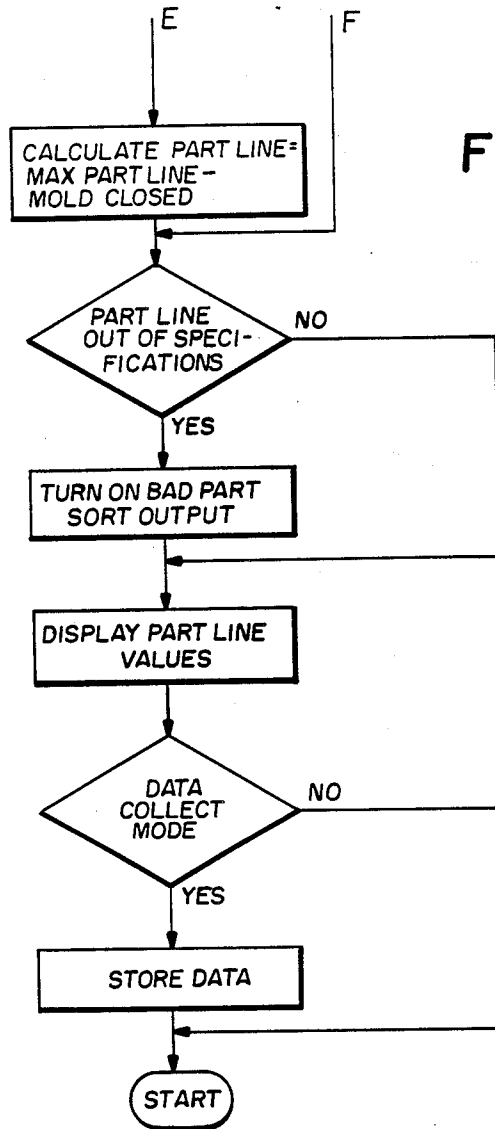 E
F
F
CALCULATE PART LINE=
MAX PART LINE-
MOLD CLOSED
PART LINE
OUT OF SPECI-
FICATIONS
NO
YES
TURN ON BAD PART
SORT OUTPUT
DISPLAY PART LINE
VALUES
DATA
COLLECT
MODE
NO
YES
STORE DATA
START